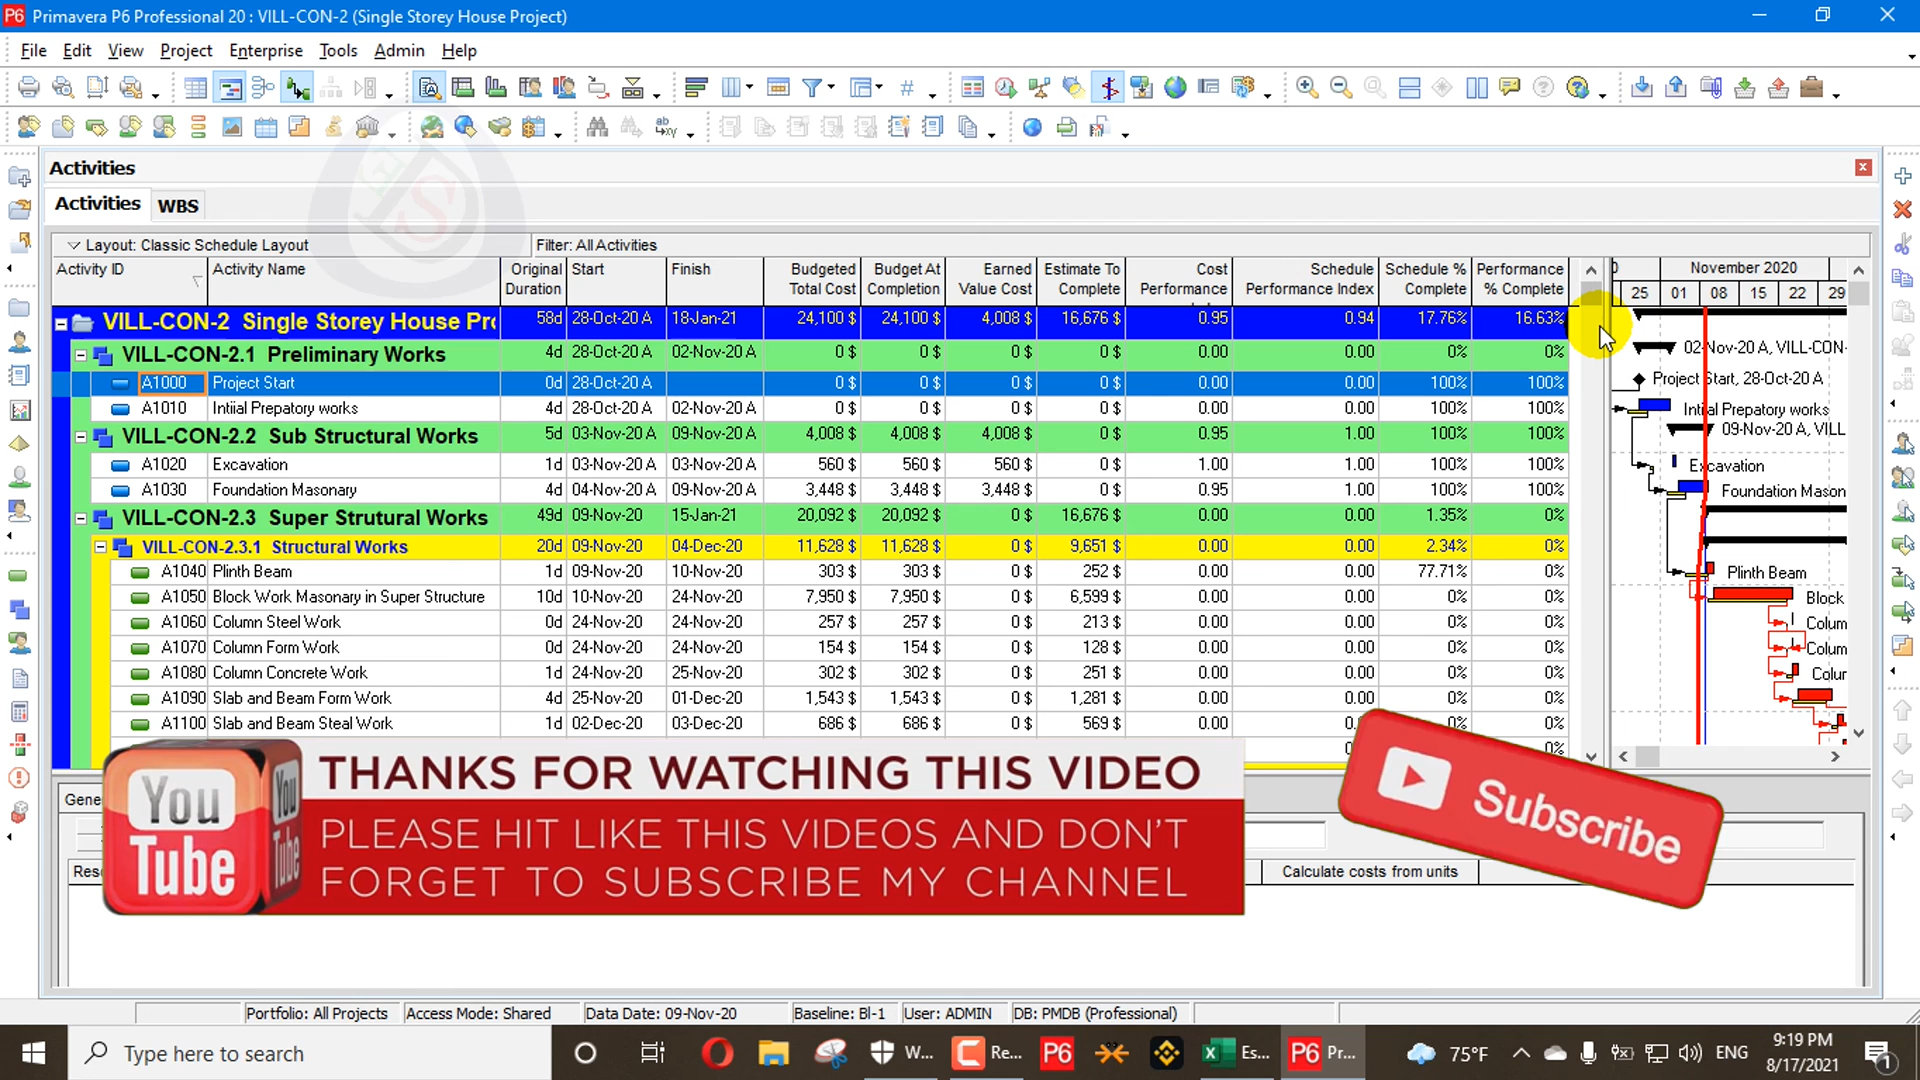 Primavera P6 Professional 20 : VILL-CON-2 (Single Storey House Project)
File Edit View Project Enterprise Tools Admin Help
Activities
Activities WBS
Layout: Classic Schedule Layout Filter: All Activities
Activity ID Activity Name Original Duration Start Finish Budgeted Total Cost Budget At Completion Earned Value Cost Estimate To Complete Cost Performance Schedule Performance Index Schedule % Complete Performance % Complete November 2020
25 01 08 15 22 29
VILL-CON-2 Single Storey House Pro 58d 28-Oct-20 A 18-Jan-21 24,100 $ 24,100 $ 4,008 $ 16,676 $ 0.95 0.94 17.76% 16.63%
VILL-CON-2.1 Preliminary Works 4d 28-Oct-20 A 02-Nov-20 A 0 $ 0 $ 0 $ 0 $ 0.00 0.00 0% 0% 02-Nov-20 A, VILL-CON-
A1000 Project Start 0d 28-Oct-20 A 0 $ 0 $ 0 $ 0 $ 0.00 0.00 100% 100% Project Start, 28-Oct-20 A
A1010 Intiial Prepatory works 4d 28-Oct-20 A 02-Nov-20 A 0 $ 0 $ 0 $ 0 $ 0.00 0.00 100% 100% Intiial Prepatory works
VILL-CON-2.2 Sub Structural Works 5d 03-Nov-20 A 09-Nov-20 A 4,008 $ 4,008 $ 4,008 $ 0 $ 0.95 1.00 100% 100% 09-Nov-20 A, VILL
A1020 Excavation 1d 03-Nov-20 A 03-Nov-20 A 560 $ 560 $ 560 $ 0 $ 1.00 1.00 100% 100% Excavation
A1030 Foundation Masonary 4d 04-Nov-20 A 09-Nov-20 A 3,448 $ 3,448 $ 3,448 $ 0 $ 0.95 1.00 100% 100% Foundation Mason
VILL-CON-2.3 Super Strutural Works 49d 09-Nov-20 15-Jan-21 20,092 $ 20,092 $ 0 $ 16,676 $ 0.00 0.00 1.35% 0%
VILL-CON-2.3.1 Structural Works 20d 09-Nov-20 04-Dec-20 11,628 $ 11,628 $ 0 $ 9,651 $ 0.00 0.00 2.34% 0%
A1040 Plinth Beam 1d 09-Nov-20 10-Nov-20 303 $ 303 $ 0 $ 252 $ 0.00 0.00 77.71% 0% Plinth Beam
A1050 Block Work Masonary in Super Structure 10d 10-Nov-20 24-Nov-20 7,950 $ 7,950 $ 0 $ 6,599 $ 0.00 0.00 0% 0% Block
A1060 Column Steel Work 0d 24-Nov-20 24-Nov-20 257 $ 257 $ 0 $ 213 $ 0.00 0.00 0% 0% Colum
A1070 Column Form Work 0d 24-Nov-20 24-Nov-20 154 $ 154 $ 0 $ 128 $ 0.00 0.00 0% 0% Colum
A1080 Column Concrete Work 1d 24-Nov-20 25-Nov-20 302 $ 302 $ 0 $ 251 $ 0.00 0.00 0% 0% Colur
A1090 Slab and Beam Form Work 4d 25-Nov-20 01-Dec-20 1,543 $ 1,543 $ 0 $ 1,281 $ 0.00 0.00 0% 0%
A1100 Slab and Beam Steal Work 1d 02-Dec-20 03-Dec-20 686 $ 686 $ 0 $ 569 $ 0.00 0% 0%
0%
You Tube
THANKS FOR WATCHING THIS VIDEO
PLEASE HIT LIKE THIS VIDEOS AND DON'T
FORGET TO SUBSCRIBE MY CHANNEL
Subscribe
Gene
Reso
Calculate costs from units
Portfolio: All Projects Access Mode: Shared Data Date: 09-Nov-20 Baseline: Bl-1 User: ADMIN DB: PMDB (Professional)
Type here to search W... Re... P6 Es... P6 Pr... 75°F ENG 9:19 PM
8/17/2021 1